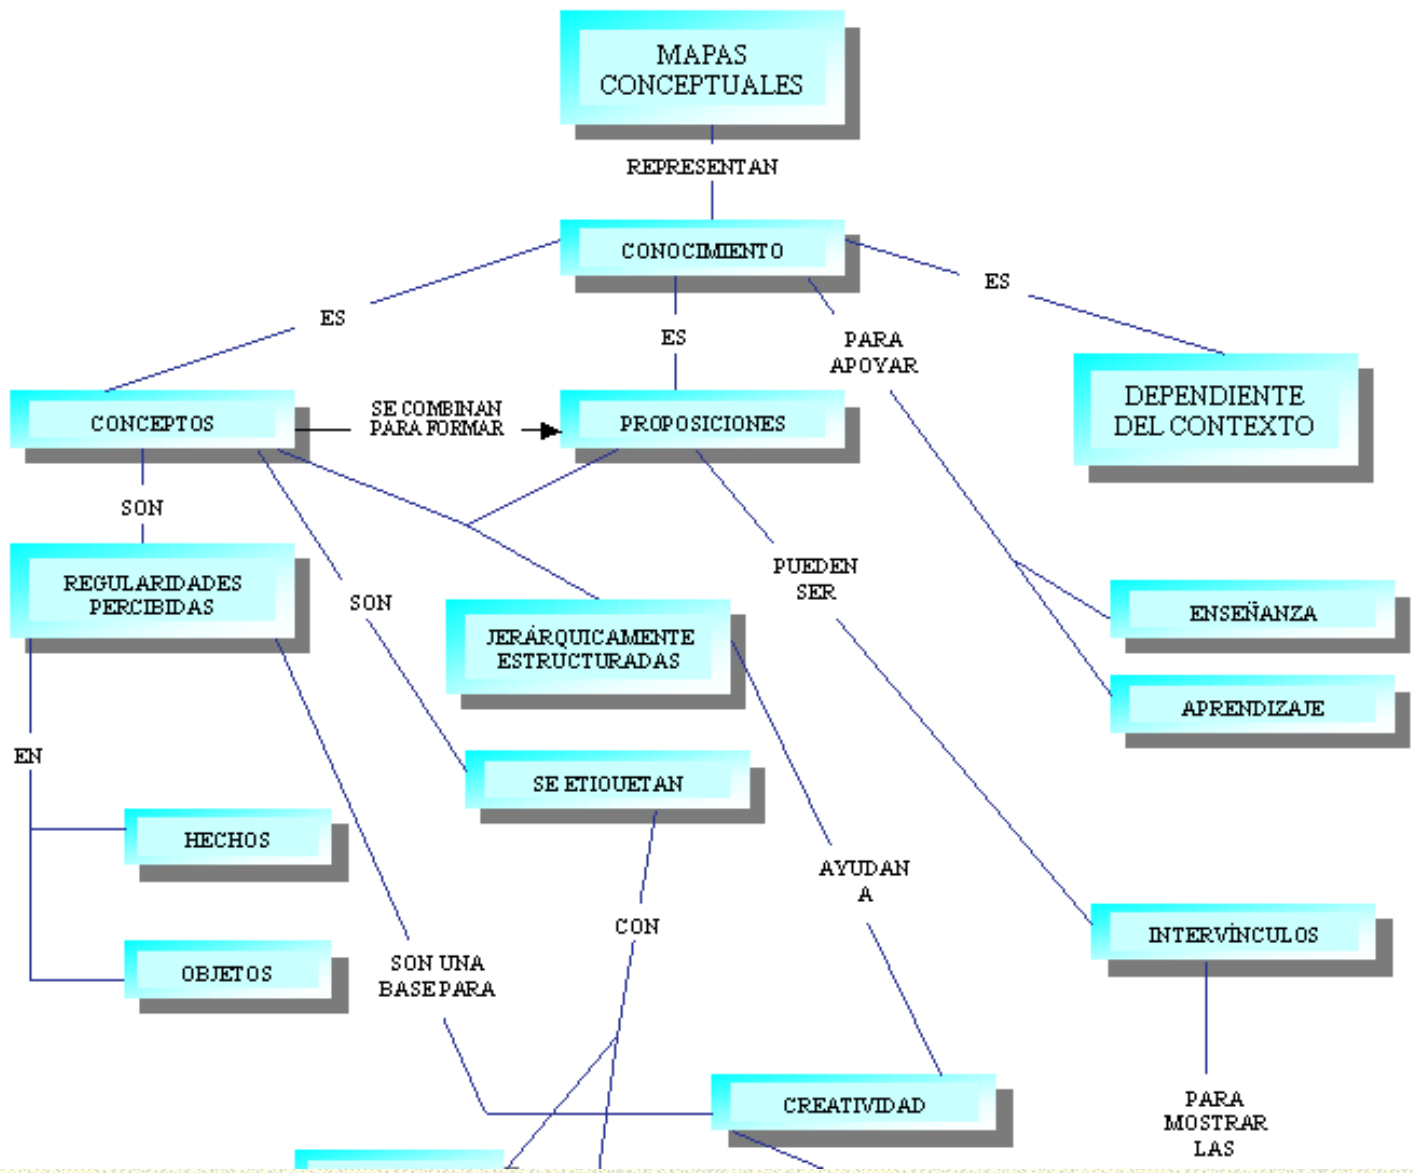 MAPAS
CONCEPTUALES
REPRESENTAN
CONOCIMIENTO
ES
ES
ES
PARA
APOYAR
DEPENDIENTE
DEL CONTEXTO
CONCEPTOS
SE COMBINAN
PARA FORMAR
PROPOSICIONES
SON
REGULARIDADES
PERCIBIDAS
SON
PUEDEN
SER
ENSEÑANZA
JERÁRQUICAMENTE
ESTRUCTURADAS
APRENDIZAJE
EN
SE ETIQUETAN
HECHOS
AYUDAN
A
CON
INTERVÍNCULOS
OBJETOS
SON UNA
BASE PARA
CREATIVIDAD
PARA
MOSTRAR
LAS